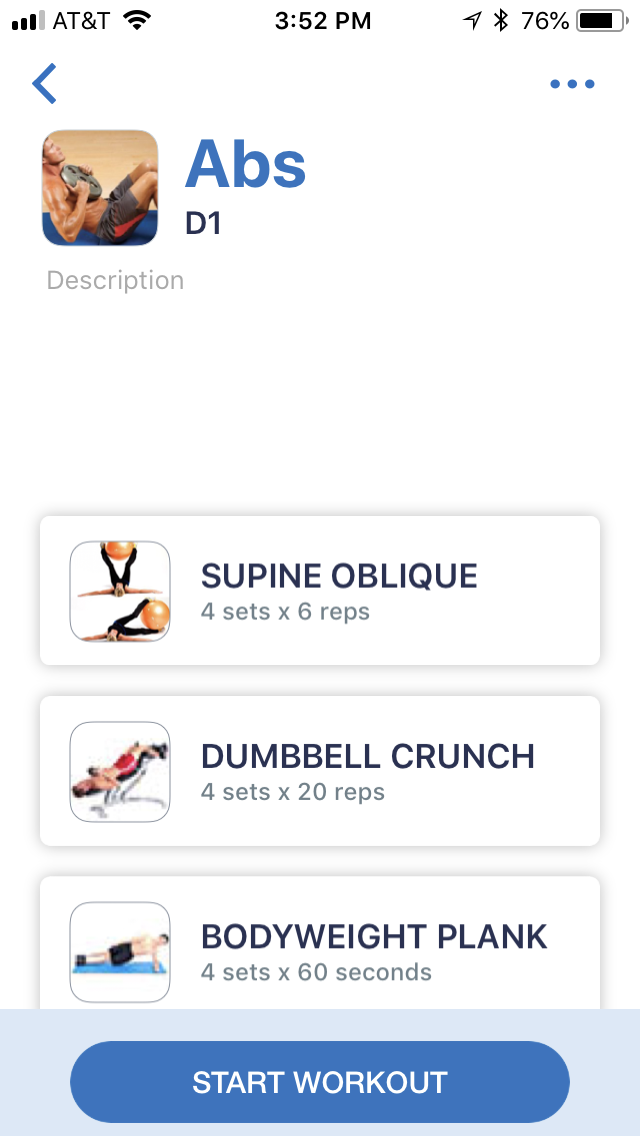 AT&T 3:52 PM 76%
Abs
D1
Description
SUPINE OBLIQUE
4 sets x 6 reps
DUMBBELL CRUNCH
4 sets x 20 reps
BODYWEIGHT PLANK
4 sets x 60 seconds
START WORKOUT